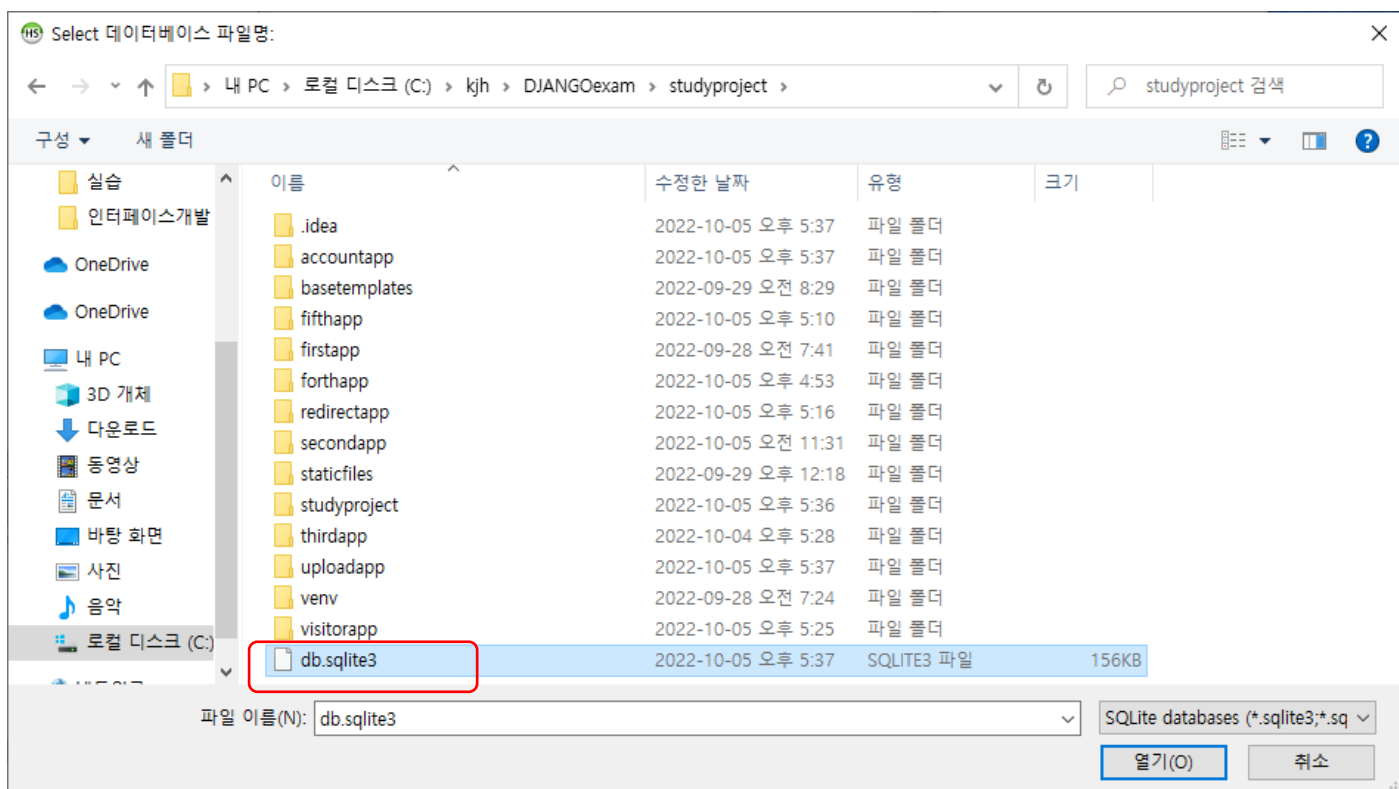 HS Select 데이터베이스 파일명:
내 PC > 로컬 디스크 (C:) > kjh > DJANGOexam > studyproject >
studyproject 검색
구성 새 폴더
실습
인터페이스개발
OneDrive
OneDrive
내 PC
3D 개체
다운로드
동영상
문서
바탕 화면
사진
음악
로컬 디스크 (C:)
이름 수정한 날짜 유형 크기
.idea 2022-10-05 오후 5:37 파일 폴더
accountapp 2022-10-05 오후 5:37 파일 폴더
basetemplates 2022-09-29 오전 8:29 파일 폴더
fifthapp 2022-10-05 오후 5:10 파일 폴더
firstapp 2022-09-28 오전 7:41 파일 폴더
forthapp 2022-10-05 오후 4:53 파일 폴더
redirectapp 2022-10-05 오후 5:16 파일 폴더
secondapp 2022-10-05 오전 11:31 파일 폴더
staticfiles 2022-09-29 오후 12:18 파일 폴더
studyproject 2022-10-05 오후 5:36 파일 폴더
thirdapp 2022-10-04 오후 5:28 파일 폴더
uploadapp 2022-10-05 오후 5:37 파일 폴더
venv 2022-09-28 오전 7:24 파일 폴더
visitorapp 2022-10-05 오후 5:25 파일 폴더
db.sqlite3 2022-10-05 오후 5:37 SQLITE3 파일 156KB
파일 이름(N): db.sqlite3 SQLite databases (*.sqlite3;*.sq
열기(O) 취소